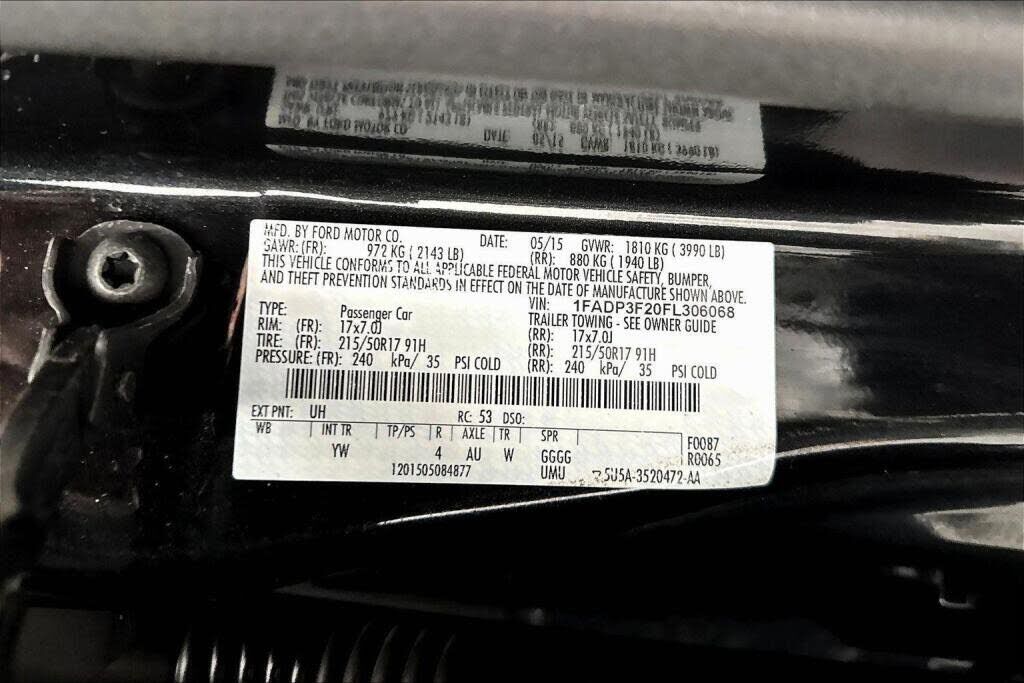 MFD. BY FORD MOTOR CO. DATE: 05/15 GVWR: 1810 KG ( 3990 LB)
GAWR: (FR): 972 KG ( 2143 LB) (RR): 880 KG ( 1940 LB)
THIS VEHICLE CONFORMS TO ALL APPLICABLE FEDERAL MOTOR VEHICLE SAFETY, BUMPER,
AND THEFT PREVENTION STANDARDS IN EFFECT ON THE DATE OF MANUFACTURE SHOWN ABOVE.
VIN: 1FADP3F20FL306068
TYPE: Passenger Car TRAILER TOWING - SEE OWNER GUIDE
RIM: (FR): 17x7.0J (RR): 17x7.0J
TIRE: (FR): 215/50R17 91H (RR): 215/50R17 91H
PRESSURE: (FR): 240 kPa/ 35 PSI COLD (RR): 240 kPa/ 35 PSI COLD
EXT PNT: UH RC: 53 DSO:
WB INT TR TP/PS R AXLE TR SPR F0087
YW 4 AU W GGGG R0065
1201505084877 UMU 5U5A-3520472-AA